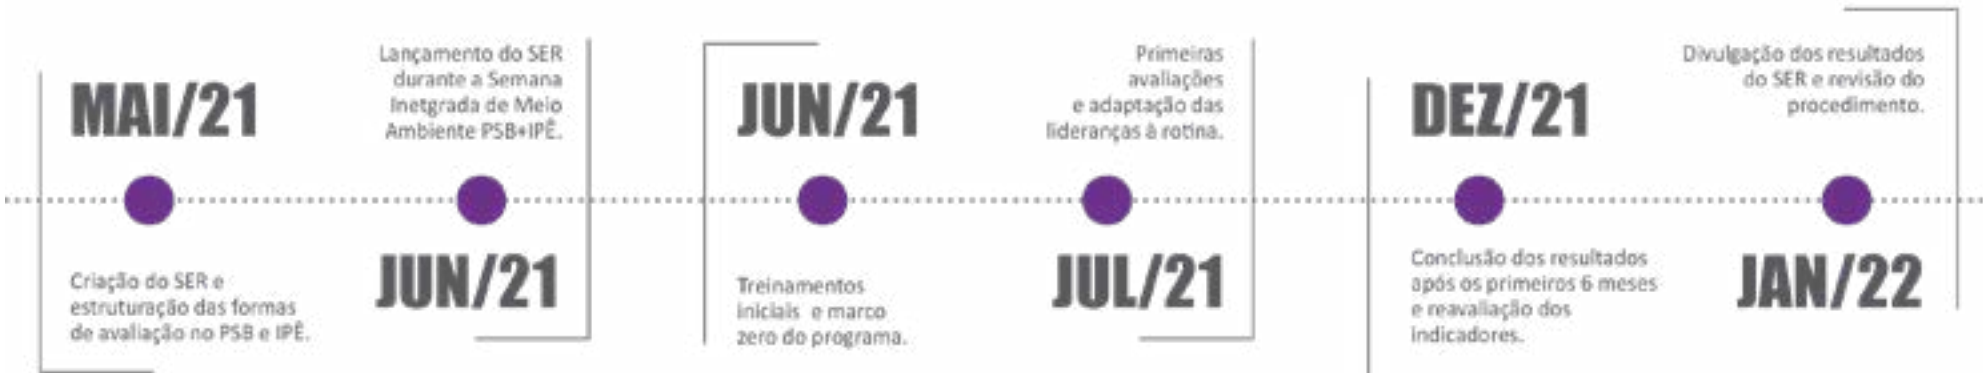 MAI/21
Criação do SER e
estruturação das formas
de avaliação no PSB e IPÊ.
Lançamento do SER
durante a Semana
Inetgrada de Meio
Ambiente PSB+IPÊ.
JUN/21
JUN/21
Treinamentos
iniciais e marco
zero do programa.
Primeiras
avaliações
e adaptação das
lideranças à rotina.
JUL/21
DEZ/21
Conclusão dos resultados
após os primeiros 6 meses
e reavaliação dos
indicadores.
Divulgação dos resultados
do SER e revisão do
procedimento.
JAN/22